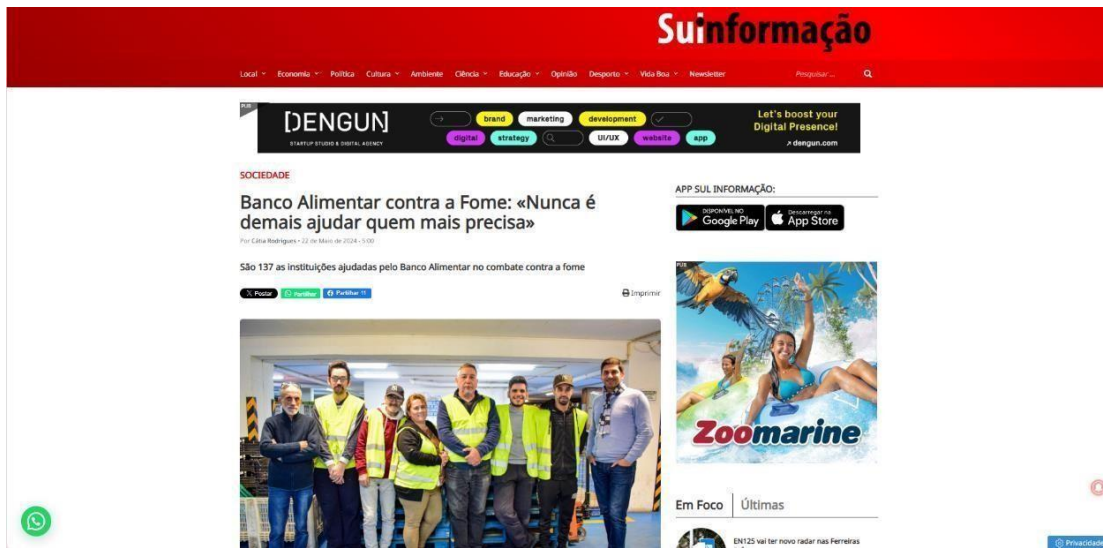 Sulnformação
Local Economia Política Cultura Ambiente Ciência Educação Opinião Desporto Vida Boa Newsletter Pesquisar...
PUB
DENGUN
STARTUP STUDIO & DIGITAL AGENCY
brand marketing development
digital strategy UI/UX website app
Let's boost your
Digital Presence!
dengun.com
SOCIEDADE
Banco Alimentar contra a Fome: «Nunca é
demais ajudar quem mais precisa»
Por Cátia Rodrigues • 22 de Maio de 2024 - 5:00
São 137 as instituições ajudadas pelo Banco Alimentar no combate contra a fome
X Postar Partilhar Partilhar 11
Imprimir
APP SUL INFORMAÇÃO:
DISPONÍVEL NO
Google Play
Descarregar na
App Store
PUB
Zoomarine
Em Foco Últimas
EN125 vai ter novo radar nas Ferreiras
Privacidade